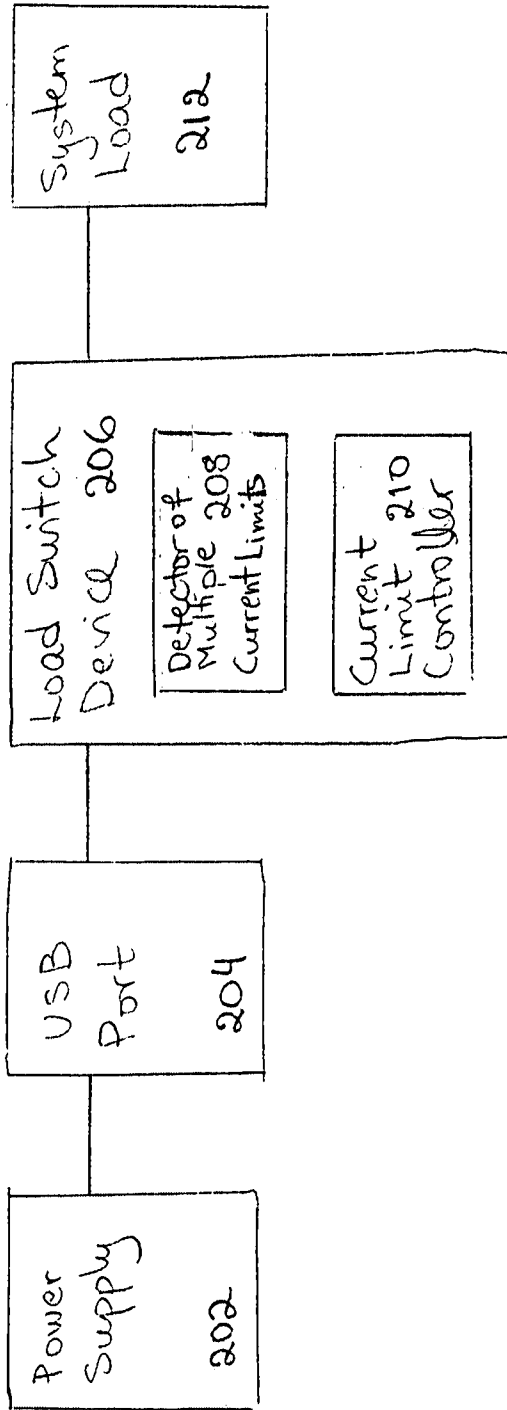 Power
Supply
202
USB
Port
204
Load Switch
Device 206
Detector of
Multiple 208
Current Limits
Current
Limit 210
Controller
System
Load
212